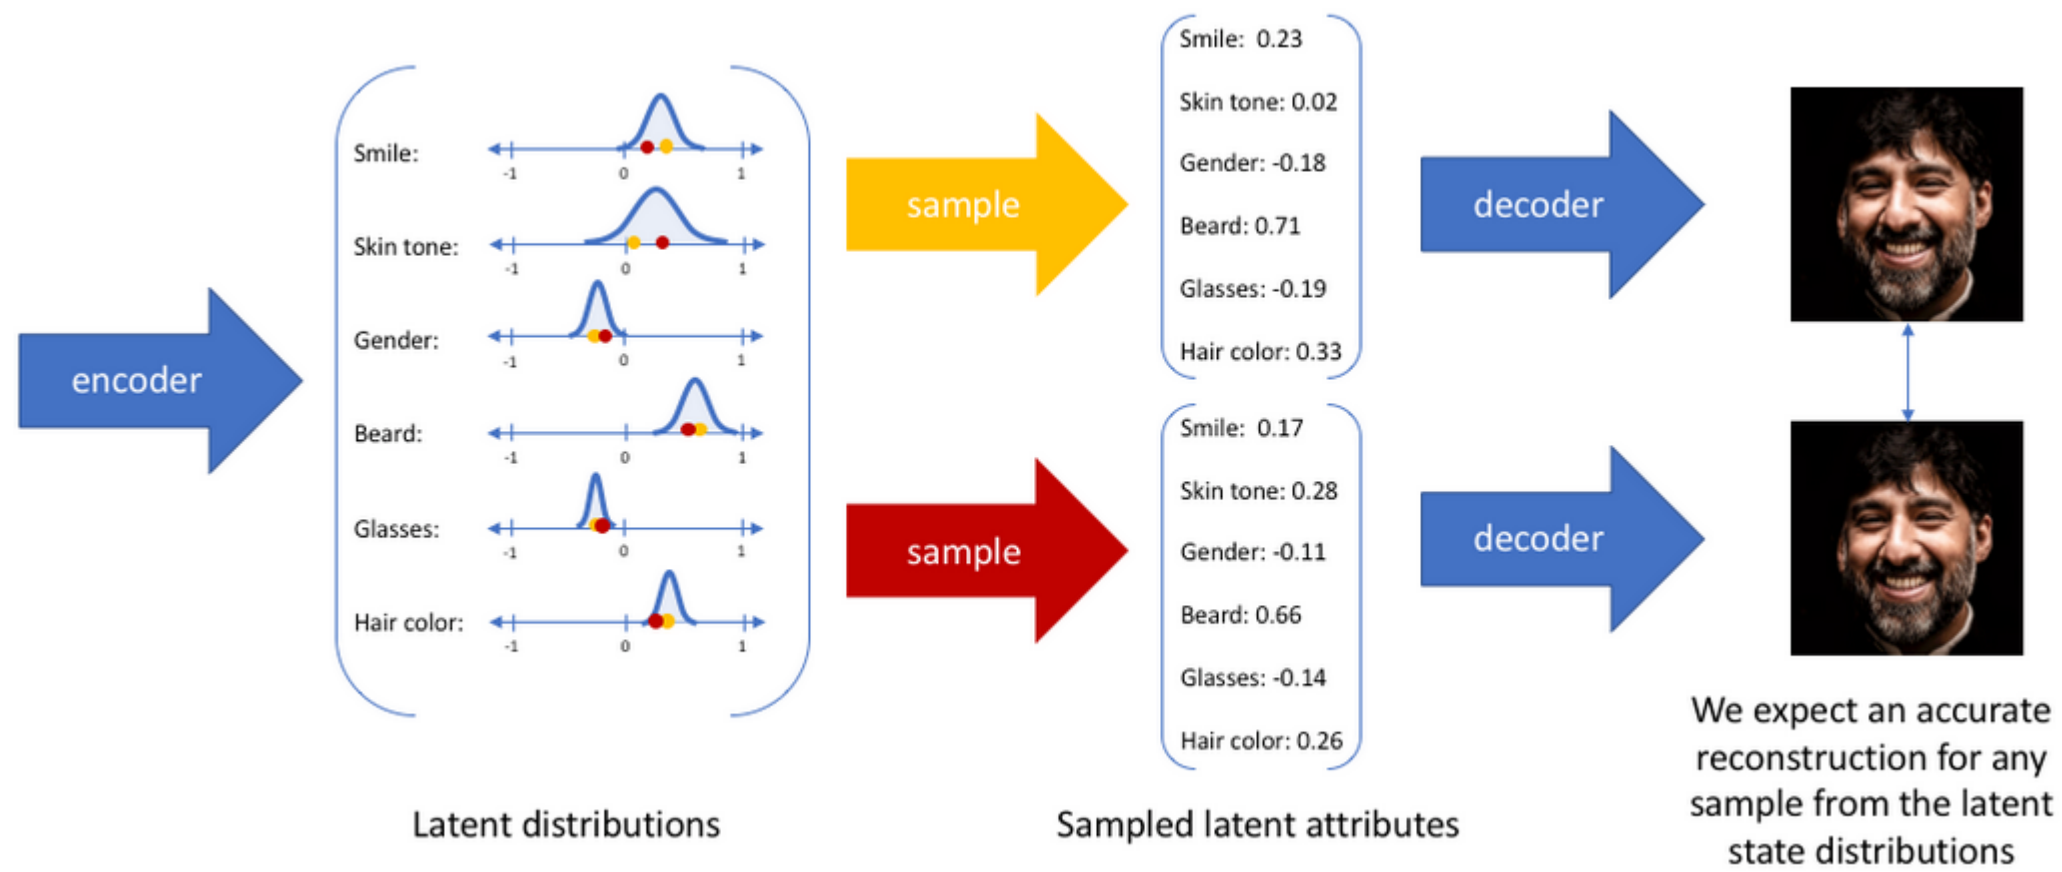 encoder
Smile:
-1 0 1
Skin tone:
-1 0 1
Gender:
-1 0 1
Beard:
-1 0 1
Glasses:
-1 0 1
Hair color:
-1 0 1
Latent distributions
sample
sample
Smile: 0.23
Skin tone: 0.02
Gender: -0.18
Beard: 0.71
Glasses: -0.19
Hair color: 0.33
Smile: 0.17
Skin tone: 0.28
Gender: -0.11
Beard: 0.66
Glasses: -0.14
Hair color: 0.26
Sampled latent attributes
decoder
decoder
We expect an accurate
reconstruction for any
sample from the latent
state distributions